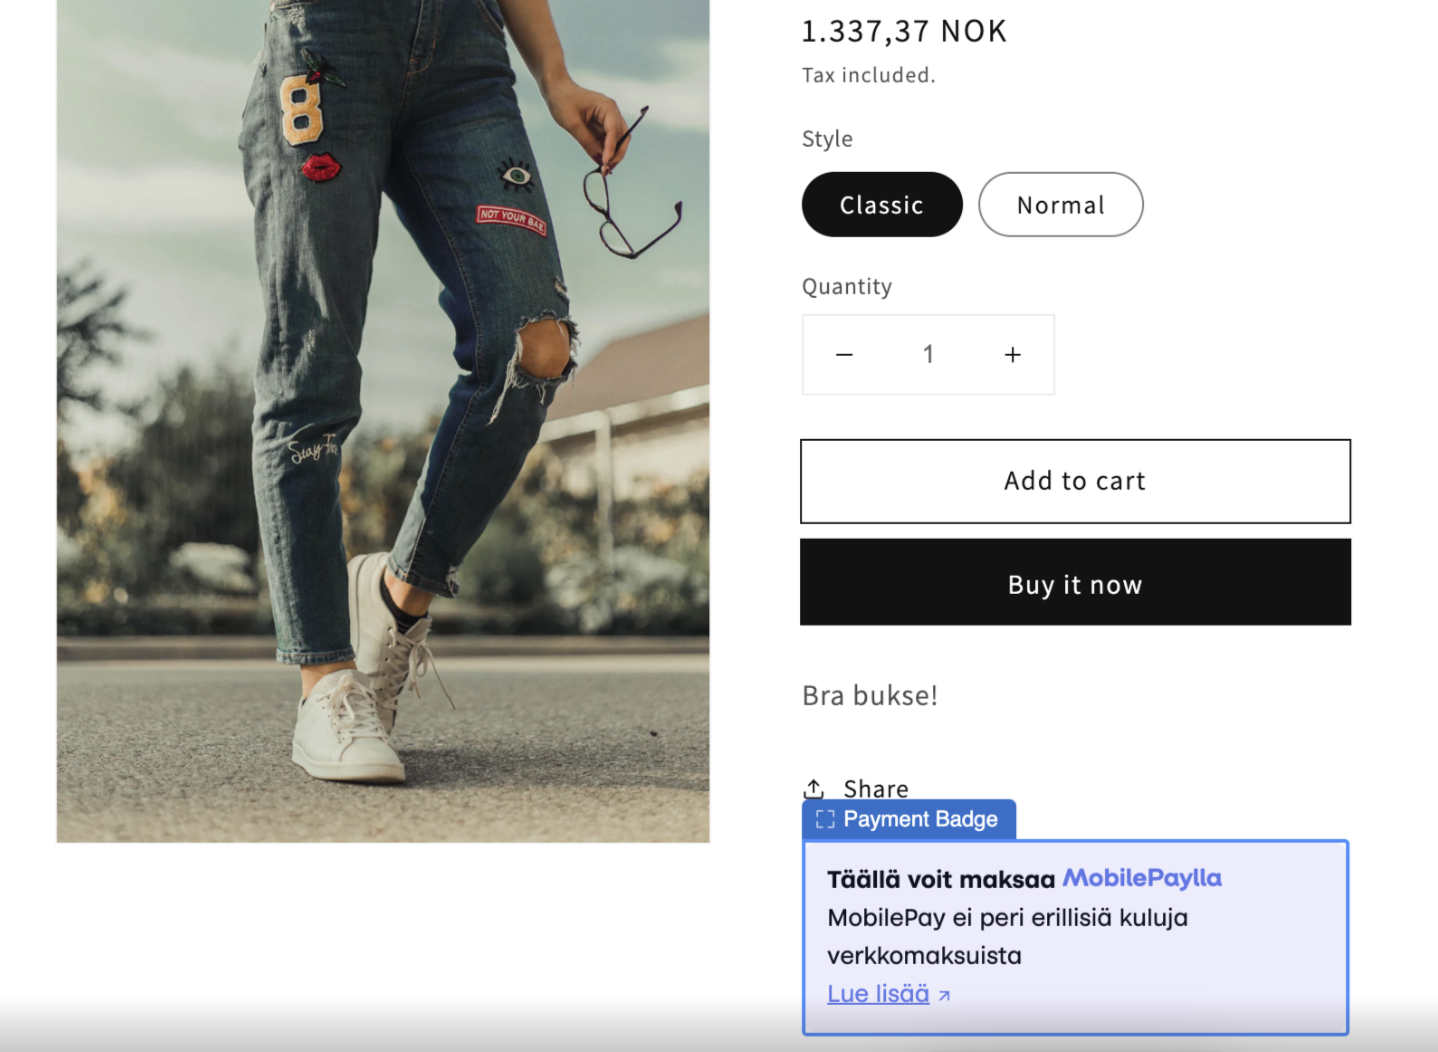 1.337,37 NOK
Tax included.
Style
Classic
Normal
Quantity
1
Add to cart
Buy it now
Bra bukse!
Share
Payment Badge
Täällä voit maksaa MobilePaylla
MobilePay ei peri erillisiä kuluja
verkkomaksuista
Lue lisää
8
NOT YOUR BAE
Stay